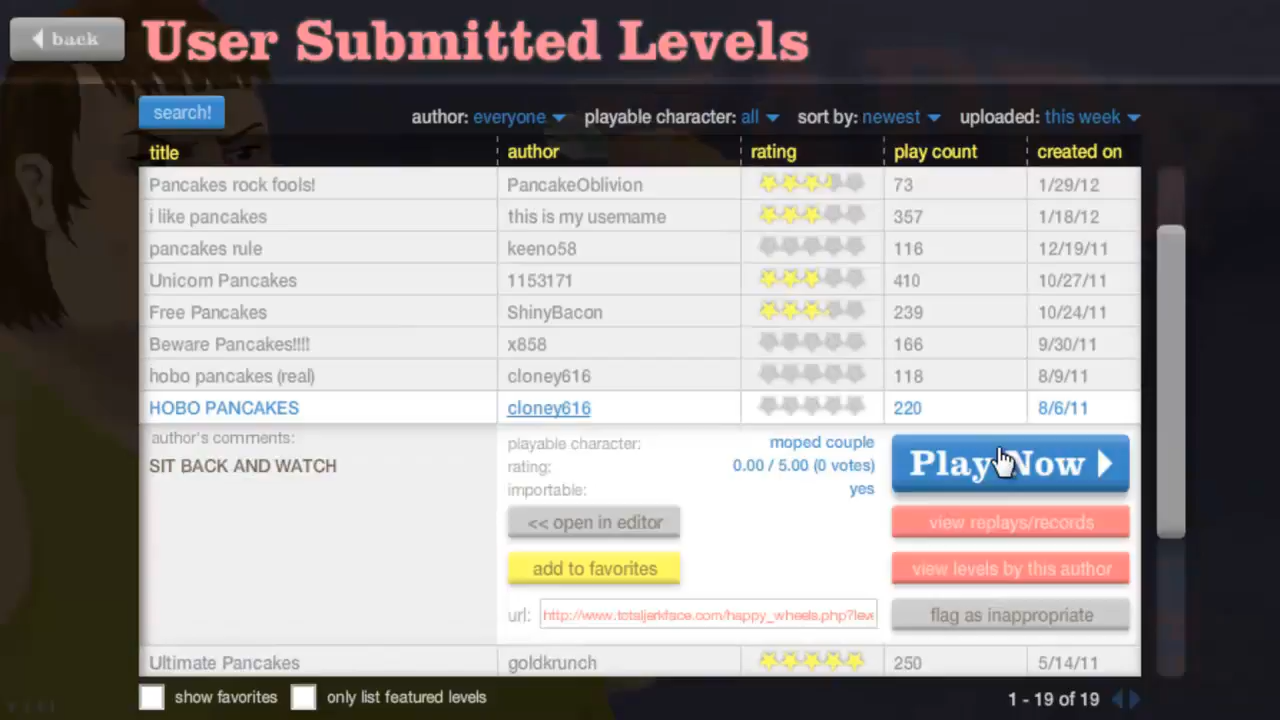 back
User Submitted Levels
search!
author: everyone playable character: all sort by: newest uploaded: this week
title author rating play count created on
Pancakes rock fools! PancakeOblivion 73 1/29/12
i like pancakes this is my username 357 1/18/12
pancakes rule keeno58 116 12/19/11
Unicorn Pancakes 1153171 410 10/27/11
Free Pancakes ShinyBacon 239 10/24/11
Beware Pancakes!!!! x858 166 9/30/11
hobo pancakes (real) cloney616 118 8/9/11
HOBO PANCAKES cloney616 220 8/6/11
author's comments:
SIT BACK AND WATCH
playable character: moped couple
rating: 0.00 / 5.00 (0 votes)
importable: yes
<< open in editor
add to favorites
url: http://www.totaljerkface.com/happy_wheels.php?leve
Play Now
view replays/records
view levels by this author
flag as inappropriate
Ultimate Pancakes goldkrunch 250 5/14/11
show favorites only list featured levels 1 - 19 of 19